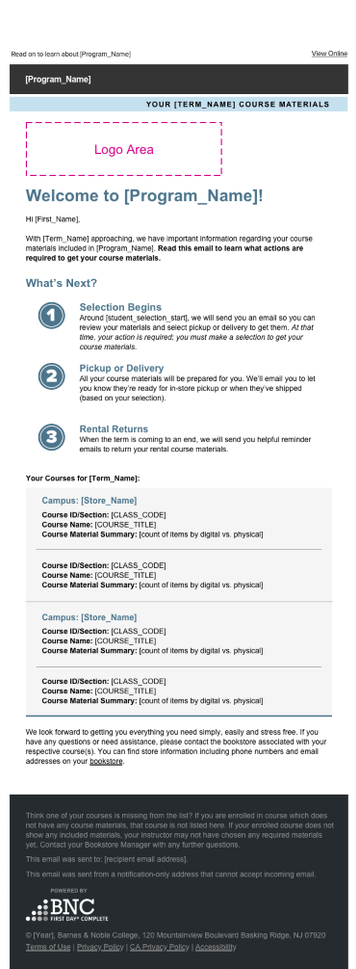 Read on to learn about [Program_Name]
View Online
[Program_Name]
YOUR [TERM_NAME] COURSE MATERIALS
Logo Area
Welcome to [Program_Name]!
Hi [First_Name],
With [Term_Name] approaching, we have important information regarding your course
materials included in [Program_Name]. Read this email to learn what actions are
required to get your course materials.
What's Next?
1
Selection Begins
Around [student_selection_start], we will send you an email so you can
review your materials and select pickup or delivery to get them. At that
time, your action is required; you must make a selection to get your
course materials.
2
Pickup or Delivery
All your course materials will be prepared for you. We'll email you to let
you know they're ready for in-store pickup or when they've shipped
(based on your selection).
3
Rental Returns
When the term is coming to an end, we will send you helpful reminder
emails to return your rental course materials.
Your Courses for [Term_Name]:
Campus: [Store_Name]
Course ID/Section: [CLASS_CODE]
Course Name: [COURSE_TITLE]
Course Material Summary: [count of items by digital vs. physical]
Course ID/Section: [CLASS_CODE]
Course Name: [COURSE_TITLE]
Course Material Summary: [count of items by digital vs. physical]
Campus: [Store_Name]
Course ID/Section: [CLASS_CODE]
Course Name: [COURSE_TITLE]
Course Material Summary: [count of items by digital vs. physical]
Course ID/Section: [CLASS_CODE]
Course Name: [COURSE_TITLE]
Course Material Summary: [count of items by digital vs. physical]
We look forward to getting you everything you need simply, easily and stress free. If you
have any questions or need assistance, please contact the bookstore associated with your
respective course(s). You can find store information including phone numbers and email
addresses on your bookstore.
Think one of your courses is missing from the list? If you are enrolled in course which does
not have any course materials, that course is not listed here. If your enrolled course does not
show any included materials, your instructor may not have chosen any required materials
yet. Contact your Bookstore Manager with any further questions.
This email was sent to: [recipient email address].
This email was sent from a notification-only address that cannot accept incoming email.
POWERED BY
BNC
FIRST DAY® COMPLETE
© [Year], Barnes & Noble College, 120 Mountainview Boulevard Basking Ridge, NJ 07920
Terms of Use | Privacy Policy | CA Privacy Policy | Accessibility